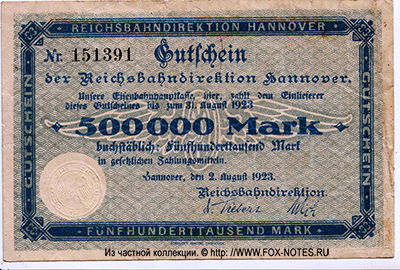 REICHSBAHNDIREKTION HANNOVER
Nr. 151391 Gutschein
der Reichsbahndirektion Hannover.
Unsere Eisenbahnhauptkasse, hier, zahlt dem Einlieferer
dieses Gutscheines bis zum 31. August 1923
500000 Mark
buchstäblich: Fünfhunderttausend Mark
in gesetzlichen Zahlungsmitteln.
Hannover, den 2. August 1923.
Reichsbahndirektion.
GUTSCHEIN
GUTSCHEIN
FÜNFHUNDERTTAUSEND MARK
Из частной коллекции. © http://www.FOX-NOTES.RU